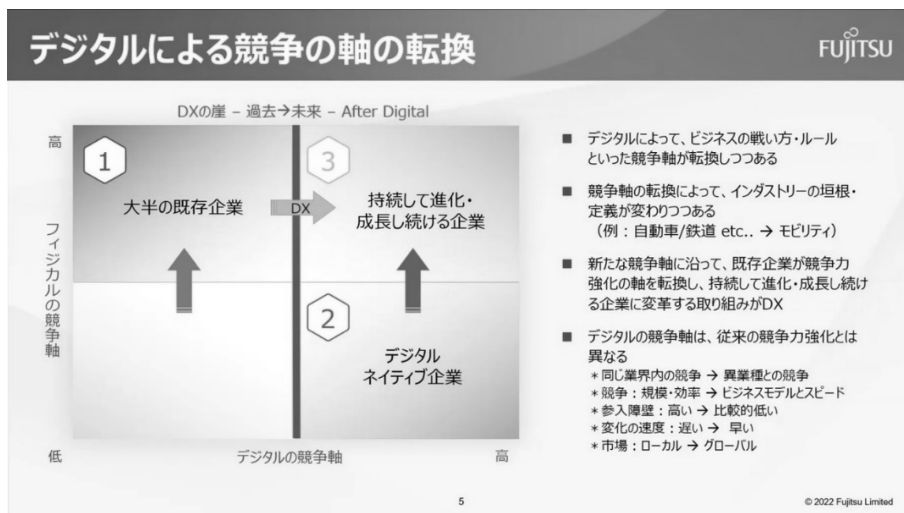 デジタルによる競争の軸の転換
FUJITSU
DXの崖 – 過去→未来 – After Digital
高
フィジカルの競争軸
低
1
大半の既存企業
DX
3
持続して進化・
成長し続ける企業
2
デジタル
ネイティブ企業
デジタルの競争軸
高
■ デジタルによって、ビジネスの戦い方・ルール
といった競争軸が転換しつつある
■ 競争軸の転換によって、インダストリーの垣根・
定義が変わりつつある
（例：自動車/鉄道 etc.. → モビリティ）
■ 新たな競争軸に沿って、既存企業が競争力
強化の軸を転換し、持続して進化・成長し続け
る企業に変革する取り組みがDX
■ デジタルの競争軸は、従来の競争力強化とは
異なる
＊同じ業界内の競争 → 異業種との競争
＊競争：規模・効率 → ビジネスモデルとスピード
＊参入障壁：高い → 比較的低い
＊変化の速度：遅い → 早い
＊市場：ローカル → グローバル
5
© 2022 Fujitsu Limited